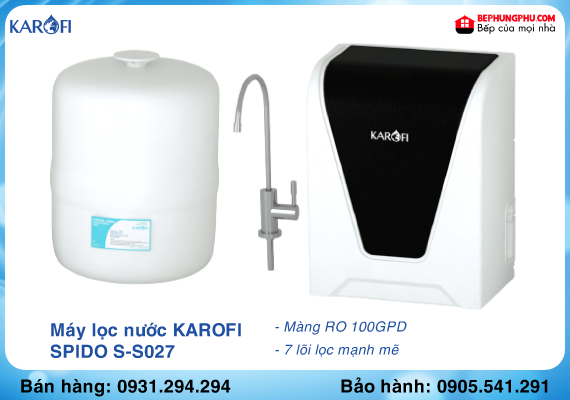 KAROFI
BEPHUNGPHU.COM
Bếp của mọi nhà
KAROFI
Máy lọc nước KAROFI
SPIDO S-S027
- Màng RO 100GPD
- 7 lõi lọc mạnh mẽ
Bán hàng: 0931.294.294
Bảo hành: 0905.541.291